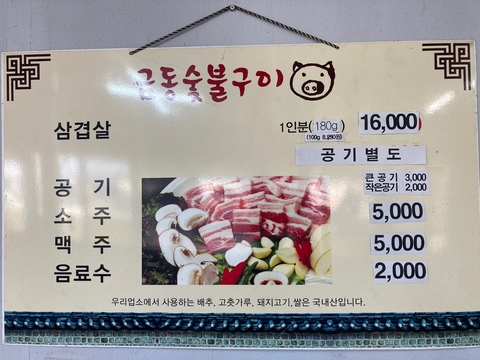 금동숯불구이
삼겹살 1인분(180g) 16,000
(100g 8,890원)
공기별도
공기 큰공기 3,000
작은공기 2,000
소주 5,000
맥주 5,000
음료수 2,000
우리업소에서 사용하는 배추, 고춧가루, 돼지고기,쌀은 국내산입니다.